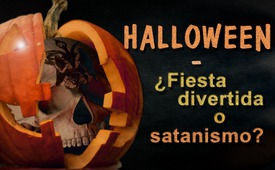 HALLOWEEN
-
¿Fiesta
divertida
o
satanismo?